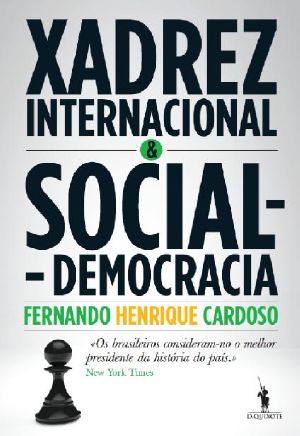 XADREZ
INTERNACIONAL
&
SOCIAL-
-DEMOCRACIA
FERNANDO HENRIQUE CARDOSO
«Os brasileiros consideram-no o melhor
presidente da história do país.»
New York Times
D.QUIXOTE